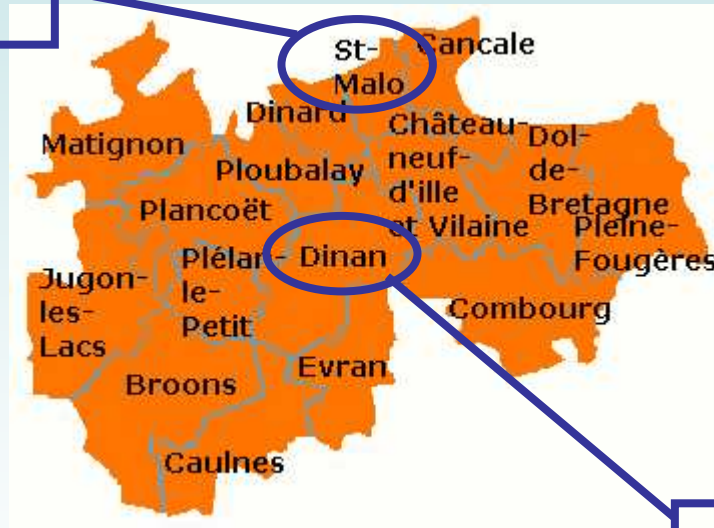 St-
Malo
Cancale
Dinard
Matignon
Château-
neuf-
d'ille
et Vilaine
Dol-
de-
Bretagne
Ploubalay
Plancoët
Pleine-
Fougères
Plélan-
le-
Petit
Dinan
Jugon-
les-
Lacs
Combourg
Evran
Broons
Caulnes